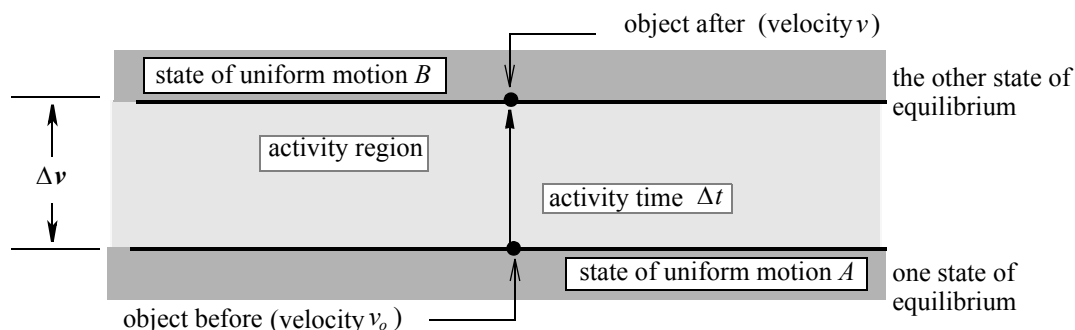 object after (velocity v)
state of uniform motion B
the other state of
equilibrium
activity region
Δv
activity time Δt
state of uniform motion A
one state of
equilibrium
object before (velocity vₒ)